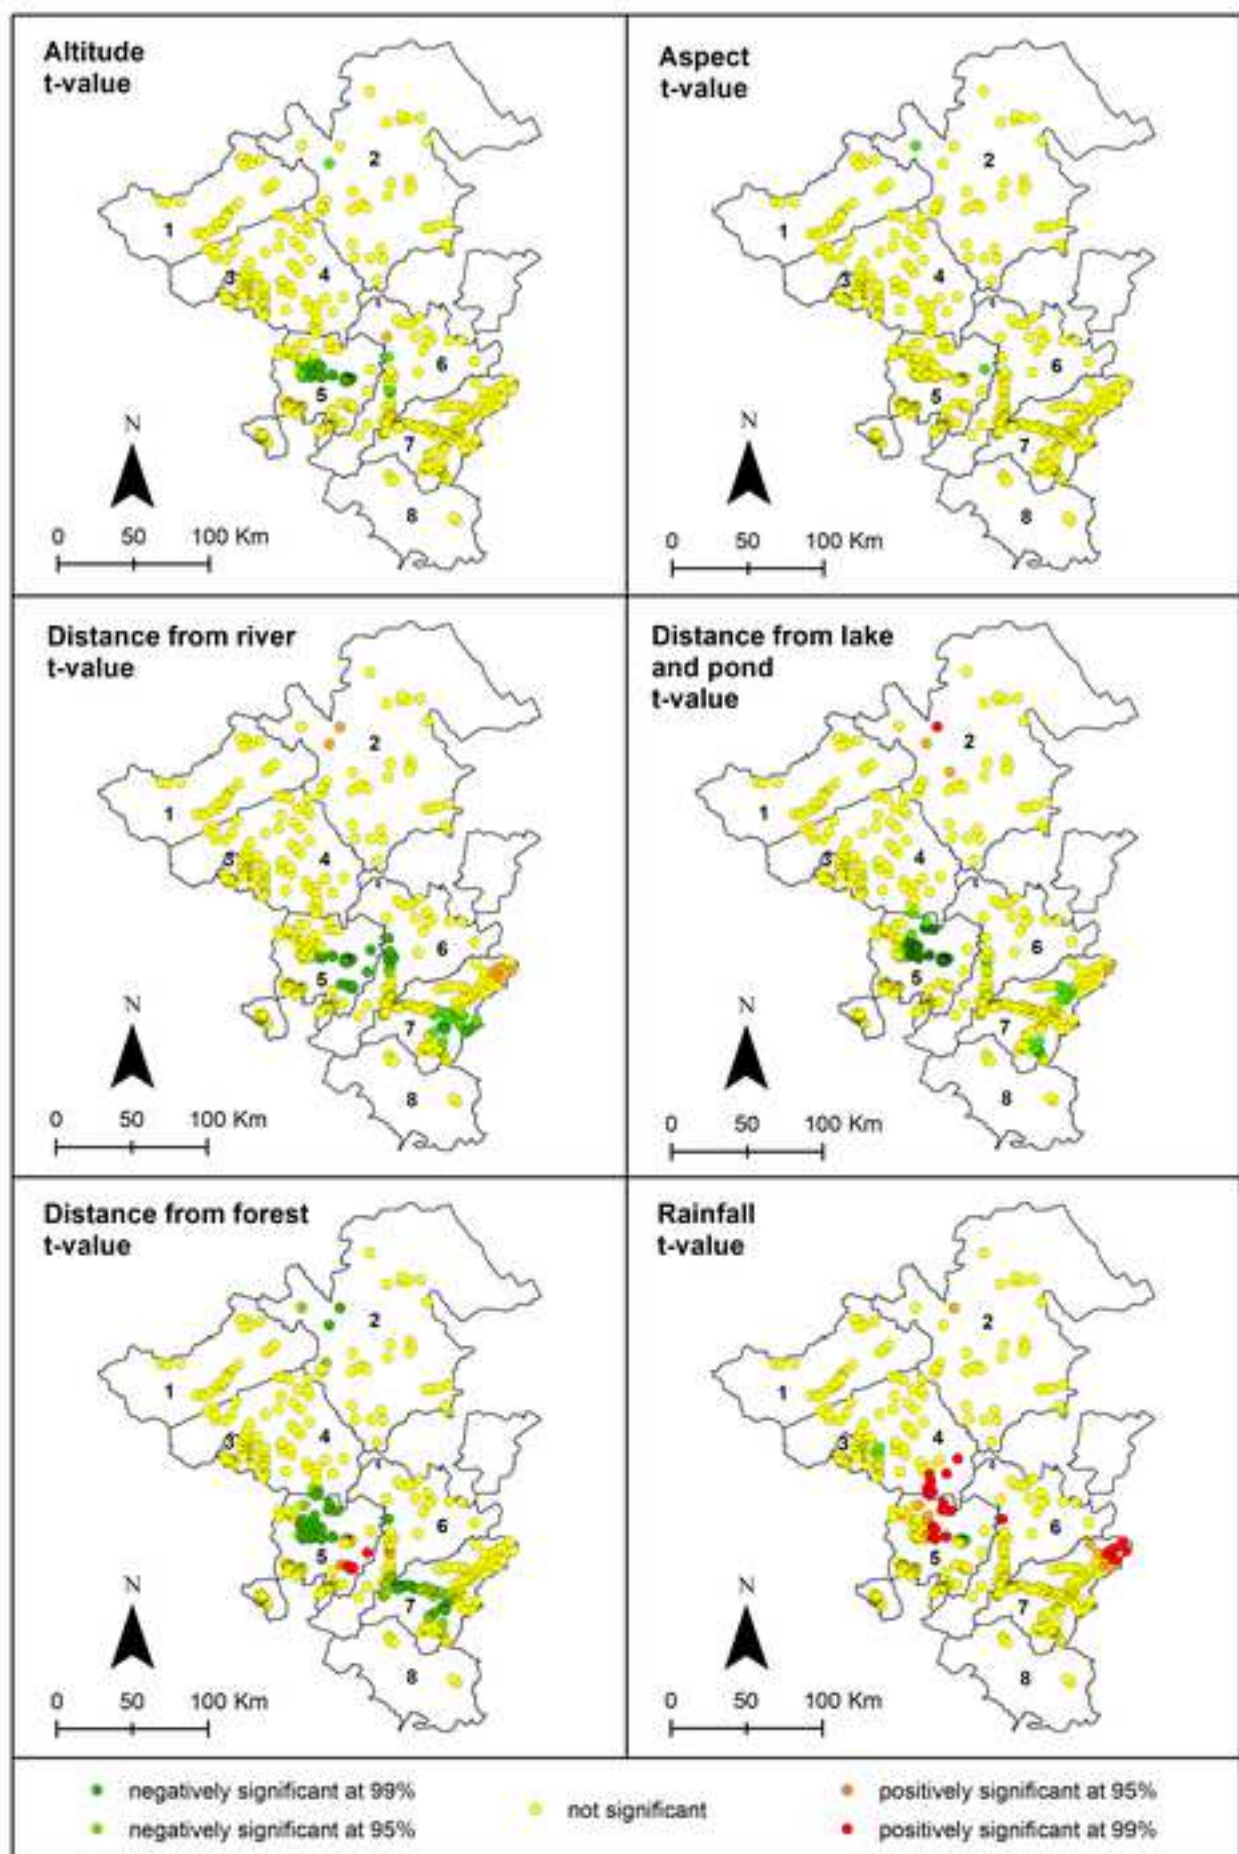 Altitude
t-value
1
2
3
4
5
6
7
8
N
0 50 100 Km
Aspect
t-value
1
2
3
4
5
6
7
8
N
0 50 100 Km
Distance from river
t-value
1
2
3
4
5
6
7
8
N
0 50 100 Km
Distance from lake
and pond
t-value
1
2
3
4
5
6
7
8
N
0 50 100 Km
Distance from forest
t-value
1
2
3
4
5
6
7
8
N
0 50 100 Km
Rainfall
t-value
1
2
3
4
5
6
7
8
N
0 50 100 Km
negatively significant at 99%
negatively significant at 95%
not significant
positively significant at 95%
positively significant at 99%